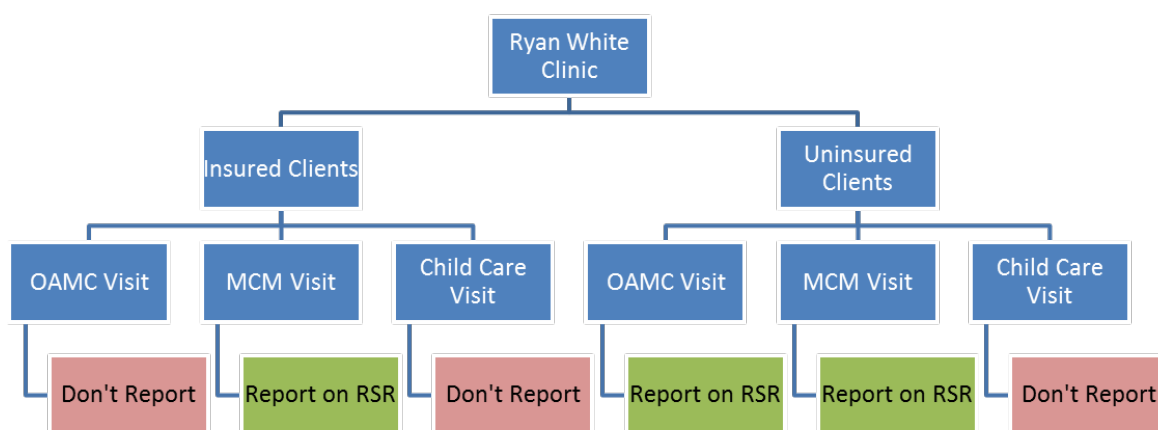 Ryan White
Clinic
Insured Clients
Uninsured
Clients
OAMC Visit
MCM Visit
Child Care
Visit
OAMC Visit
MCM Visit
Child Care
Visit
Don't Report
Report on RSR
Don't Report
Report on RSR
Report on RSR
Don't Report